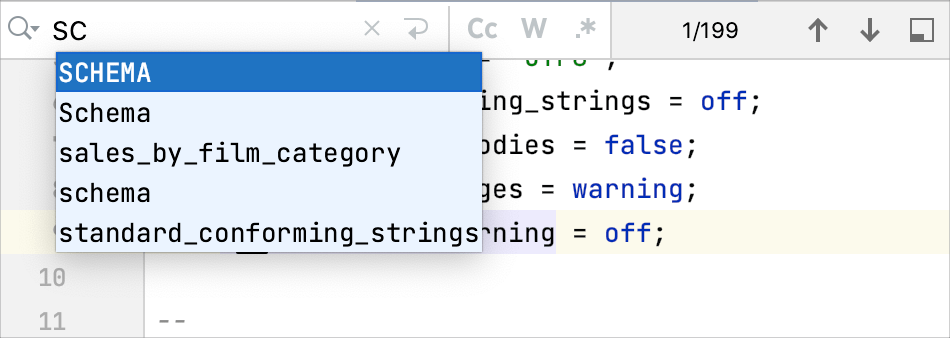 SC × Cc W .* 1/199
= 'UTF8';
SCHEMA
Schema ing_strings = off;
sales_by_film_category odies = false;
schema ges = warning;
standard_conforming_strings rning = off;
10
11 --